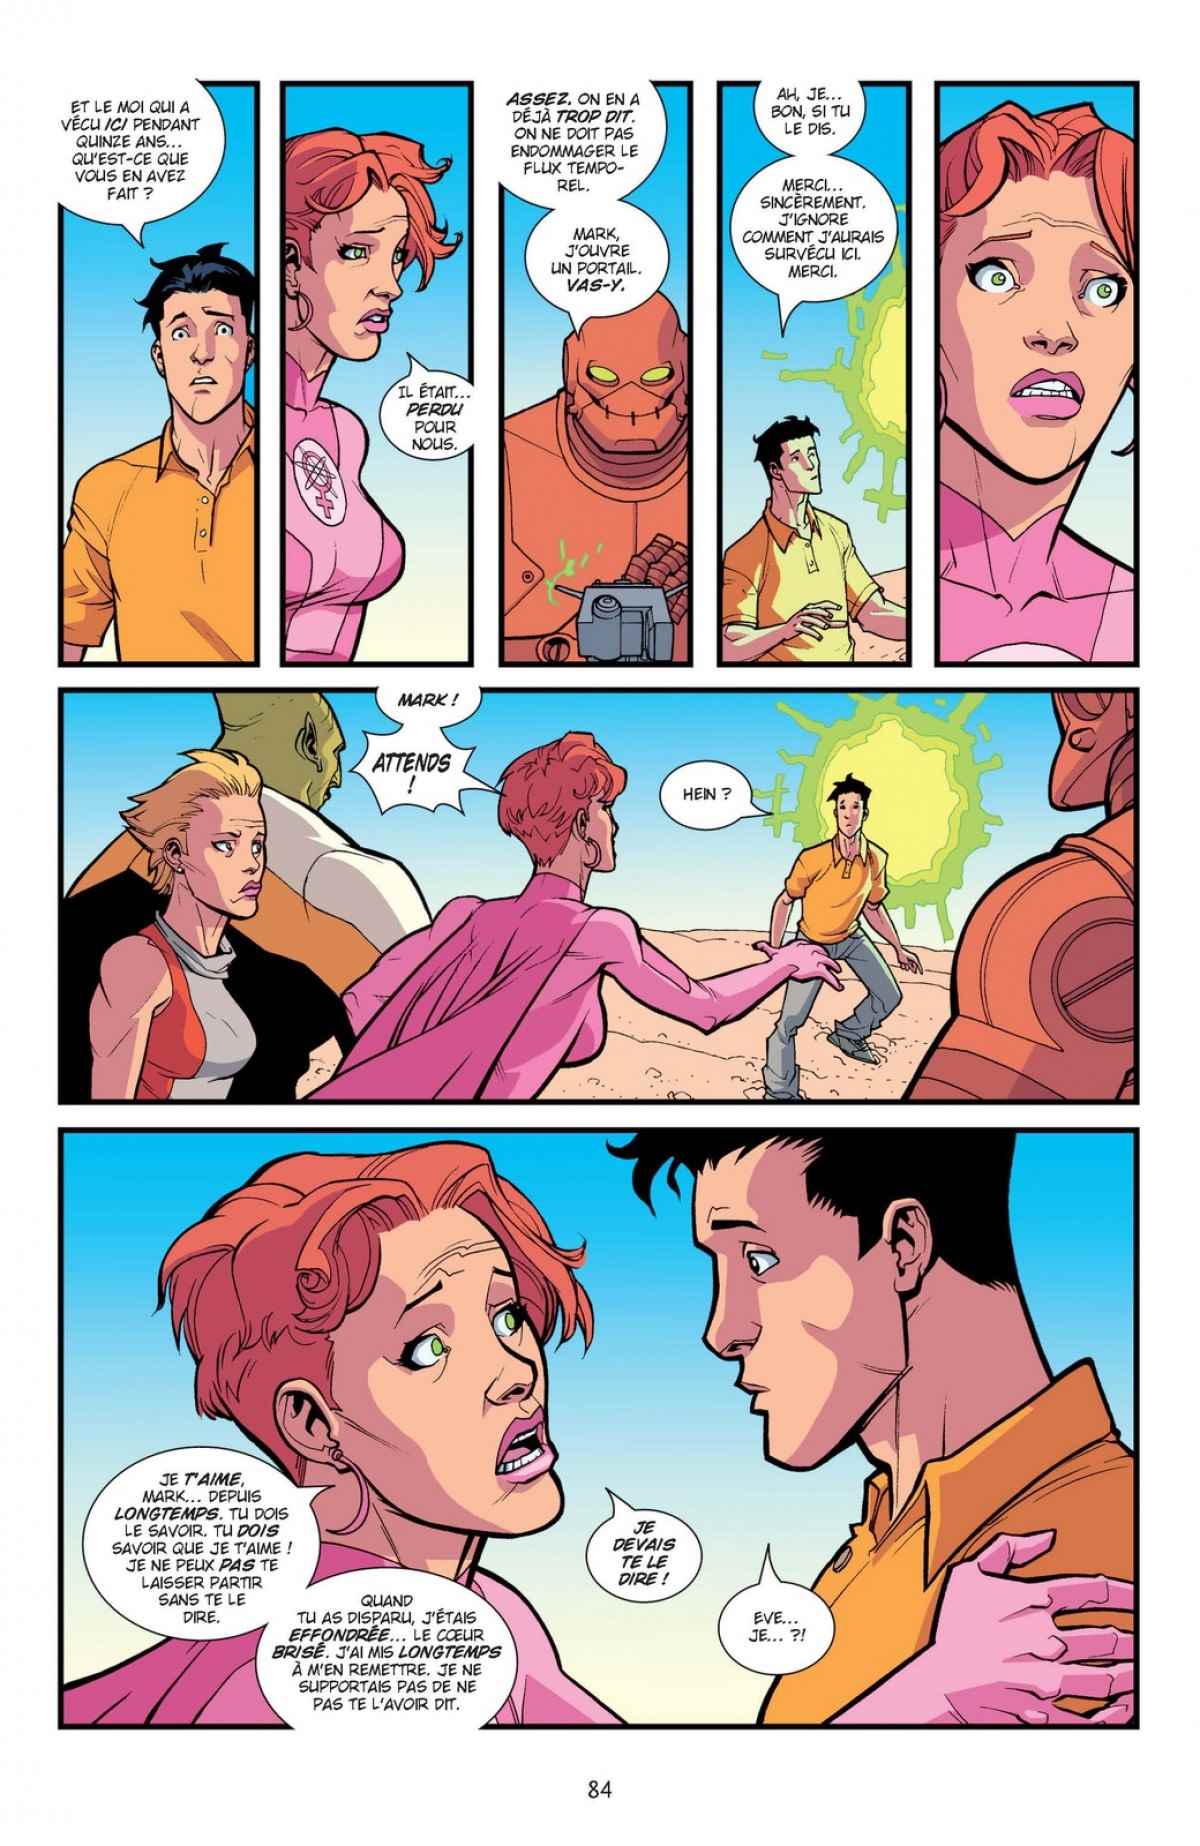 ET LE MOI QUI A
VÉCU ICI PENDANT
QUINZE ANS...
QU'EST-CE QUE
VOUS EN AVEZ
FAIT ?
IL ÉTAIT...
PERDU
POUR
NOUS.
ASSEZ. ON EN A
DÉJÀ TROP DIT.
ON NE DOIT PAS
ENDOMMAGER LE
FLUX TEMPO-
REL.
MARK,
J'OUVRE
UN PORTAIL.
VAS-Y.
AH, JE...
BON, SI TU
LE DIS.
MERCI...
SINCÈREMENT.
J'IGNORE
COMMENT J'AURAIS
SURVÉCU ICI.
MERCI.
MARK !
ATTENDS
!
HEIN ?
JE T'AIME,
MARK... DEPUIS
LONGTEMPS. TU DOIS
LE SAVOIR. TU DOIS
SAVOIR QUE JE T'AIME !
JE NE PEUX PAS TE
LAISSER PARTIR
SANS TE LE
DIRE.
QUAND
TU AS DISPARU, J'ÉTAIS
EFFONDRÉE... LE CŒUR
BRISÉ. J'AI MIS LONGTEMPS
À M'EN REMETTRE. JE NE
SUPPORTAIS PAS DE NE
PAS TE L'AVOIR DIT.
JE
DEVAIS
TE LE
DIRE !
EVE...
JE... ?!
84